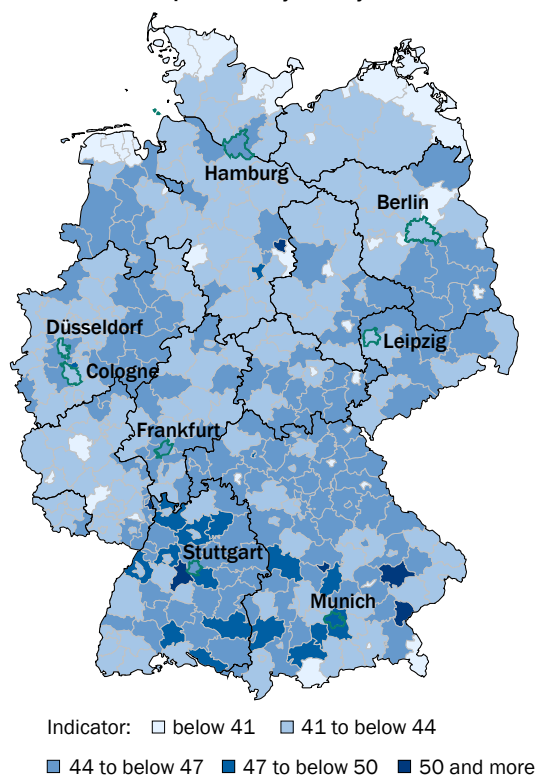 Hamburg
Berlin
Düsseldorf
Leipzig
Cologne
Frankfurt
Stuttgart
Munich
Indicator: below 41 41 to below 44
44 to below 47 47 to below 50 50 and more